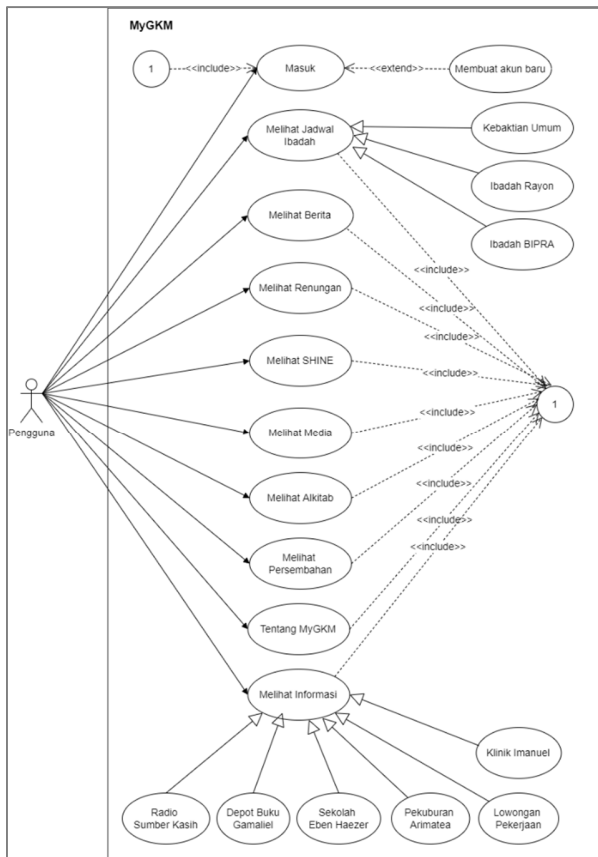 MyGKM
1
<<include>>
Masuk
<<extend>>
Membuat akun baru
Melihat Jadwal
Ibadah
Kebaktian Umum
Ibadah Rayon
Ibadah BIPRA
Melihat Berita
<<include>>
Melihat Renungan
<<include>>
<<include>>
Melihat SHINE
<<include>>
Pengguna
1
<<include>>
Melihat Media
<<include>>
Melihat Alkitab
<<include>>
<<include>>
Melihat
Persembahan
Tentang MyGKM
Melihat Informasi
Klinik Imanuel
Radio
Sumber Kasih
Depot Buku
Gamaliel
Sekolah
Eben Haezer
Pekuburan
Arimatea
Lowongan
Pekerjaan